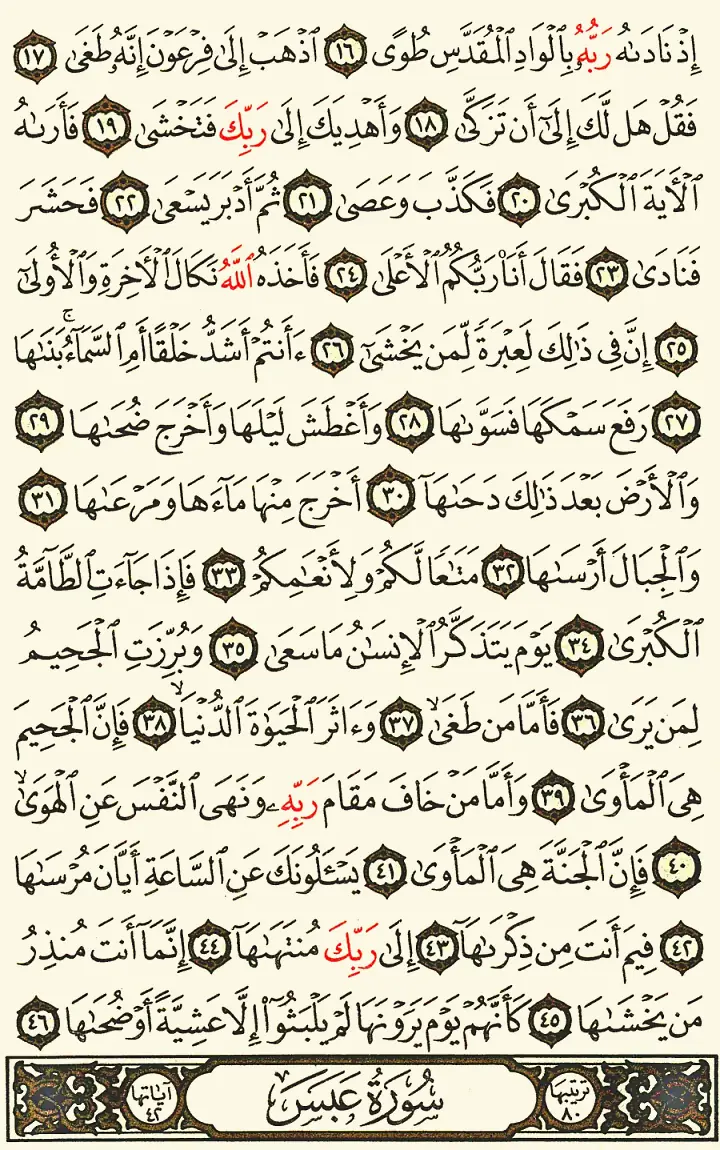 إِذْ نَادَىٰهُ رَبُّهُۥ بِٱلْوَادِ ٱلْمُقَدَّسِ طُوًى ١٦ ٱذْهَبْ إِلَىٰ فِرْعَوْنَ إِنَّهُۥ طَغَىٰ ١٧
فَقُلْ هَل لَّكَ إِلَىٰٓ أَن تَزَكَّىٰ ١٨ وَأَهْدِيَكَ إِلَىٰ رَبِّكَ فَتَخْشَىٰ ١٩ فَأَرَىٰهُ
ٱلْأٓيَةَ ٱلْكُبْرَىٰ ٢٠ فَكَذَّبَ وَعَصَىٰ ٢١ ثُمَّ أَدْبَرَ يَسْعَىٰ ٢٢ فَحَشَرَ
فَنَادَىٰ ٢٣ فَقَالَ أَنَا۠ رَبُّكُمُ ٱلْأَعْلَىٰ ٢٤ فَأَخَذَهُ ٱللَّهُ نَكَالَ ٱلْأٓخِرَةِ وَٱلْأُولَىٰٓ
٢٥ إِنَّ فِى ذَٰلِكَ لَعِبْرَةً لِّمَن يَخْشَىٰٓ ٢٦ ءَأَنتُمْ أَشَدُّ خَلْقًا أَمِ ٱلسَّمَآءُ ۚ بَنَىٰهَا
٢٧ رَفَعَ سَمْكَهَا فَسَوَّىٰهَا ٢٨ وَأَغْطَشَ لَيْلَهَا وَأَخْرَجَ ضُحَىٰهَا ٢٩
وَٱلْأَرْضَ بَعْدَ ذَٰلِكَ دَحَىٰهَآ ٣٠ أَخْرَجَ مِنْهَا مَآءَهَا وَمَرْعَىٰهَا ٣١
وَٱلْجِبَالَ أَرْسَىٰهَا ٣٢ مَتَٰعًا لَّكُمْ وَلِأَنْعَٰمِكُمْ ٣٣ فَإِذَا جَآءَتِ ٱلطَّآمَّةُ
ٱلْكُبْرَىٰ ٣٤ يَوْمَ يَتَذَكَّرُ ٱلْإِنسَٰنُ مَا سَعَىٰ ٣٥ وَبُرِّزَتِ ٱلْجَحِيمُ
لِمَن يَرَىٰ ٣٦ فَأَمَّا مَن طَغَىٰ ۙ ٣٧ وَءَاثَرَ ٱلْحَيَوٰةَ ٱلدُّنْيَا ۙ ٣٨ فَإِنَّ ٱلْجَحِيمَ
هِىَ ٱلْمَأْوَىٰ ٣٩ وَأَمَّا مَنْ خَافَ مَقَامَ رَبِّهِۦ وَنَهَى ٱلنَّفْسَ عَنِ ٱلْهَوَىٰ ۙ
٤٠ فَإِنَّ ٱلْجَنَّةَ هِىَ ٱلْمَأْوَىٰ ٤١ يَسْـَٔلُونَكَ عَنِ ٱلسَّاعَةِ أَيَّانَ مُرْسَىٰهَا
٤٢ فِيمَ أَنتَ مِن ذِكْرَىٰهَآ ٤٣ إِلَىٰ رَبِّكَ مُنتَهَىٰهَآ ٤٤ إِنَّمَآ أَنتَ مُنذِرُ
مَن يَخْشَىٰهَا ٤٥ كَأَنَّهُمْ يَوْمَ يَرَوْنَهَا لَمْ يَلْبَثُوٓا۟ إِلَّا عَشِيَّةً أَوْ ضُحَىٰهَا ٤٦
ترتيبها ٨٠ سُورَةُ عَبَسَ آياتها ٤٢